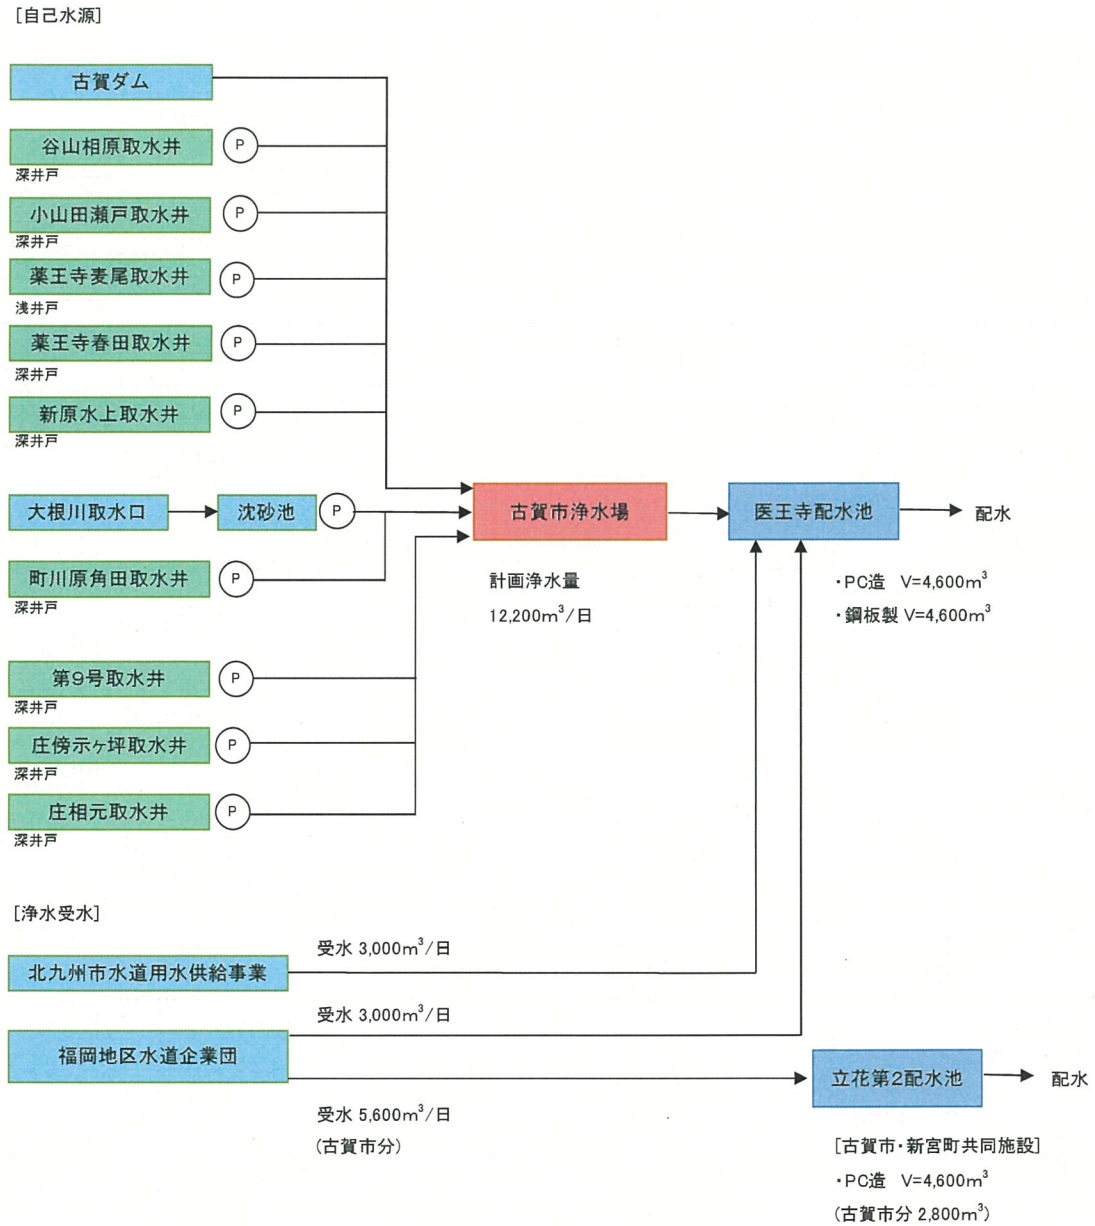 [自己水源]
古賀ダム
谷山相原取水井
P
深井戸
小山田瀬戸取水井
P
深井戸
薬王寺麦尾取水井
P
浅井戸
薬王寺春田取水井
P
深井戸
新原水上取水井
P
深井戸
大根川取水口
沈砂池
P
古賀市浄水場
医王寺配水池
配水
町川原角田取水井
P
深井戸
計画浄水量
12,200m³/日
・PC造 V=4,600m³
・鋼板製 V=4,600m³
第9号取水井
P
深井戸
庄傍示ヶ坪取水井
P
深井戸
庄相元取水井
P
深井戸
[浄水受水]
受水 3,000m³/日
北九州市水道用水供給事業
受水 3,000m³/日
福岡地区水道企業団
立花第2配水池
配水
受水 5,600m³/日
(古賀市分)
[古賀市・新宮町共同施設]
・PC造 V=4,600m³
(古賀市分 2,800m³)